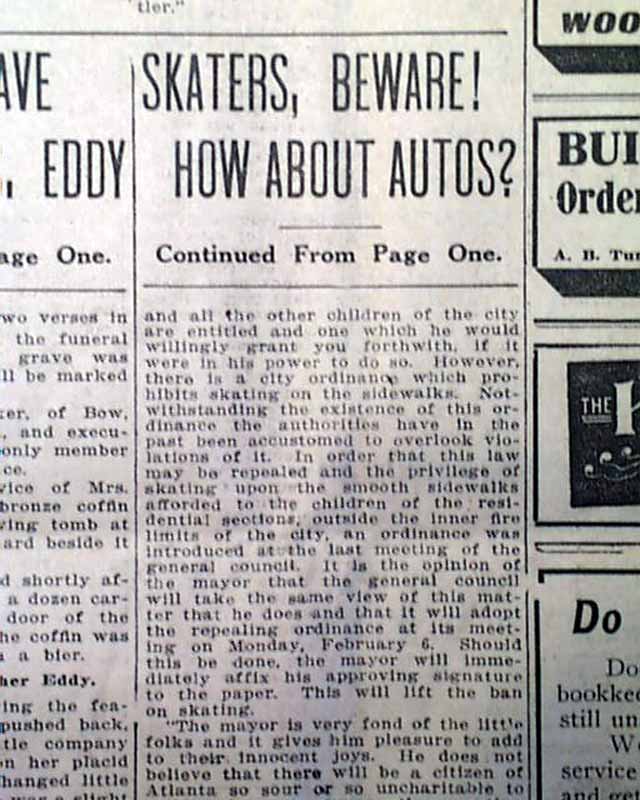 tler."
AVE
EDDY
age One.
two verses in
the funeral
grave was
ll be marked
ker, of Bow,
, and execu-
only member
ce.
vice of Mrs.
bronze coffin
ving tomb at
ard beside it
d shortly af-
a dozen car-
door of the
he coffin was
a bier.
her Eddy.
ing the fea-
pushed back,
tle company
on her placid
hanged little
was a slight
SKATERS, BEWARE!
HOW ABOUT AUTOS?
Continued From Page One.
and all the other children of the city
are entitled and one which he would
willingly grant you forthwith, if it
were in his power to do so. However,
there is a city ordinance which pro-
hibits skating on the sidewalks. Not-
withstanding the existence of this or-
dinance the authorities have in the
past been accustomed to overlook vio-
lations of it. In order that this law
may be repealed and the privilege of
skating upon the smooth sidewalks
afforded to the children of the resi-
dential sections, outside the inner fire
limits of the city, an ordinance was
introduced at the last meeting of the
general council. It is the opinion of
the mayor that the general council
will take the same view of this mat-
ter that he does and that it will adopt
the repealing ordinance at its meet-
ing on Monday, February 6. Should
this be done, the mayor will imme-
diately affix his approving signature
to the paper. This will lift the ban
on skating.
"The mayor is very fond of the little
folks and it gives him pleasure to add
to their innocent joys. He does not
believe that there will be a citizen of
Atlanta so sour or so uncharitable to
WOO
BUI
Order
A. B. Tur
THE
Do
Do
bookkee
still un
We
service
and get